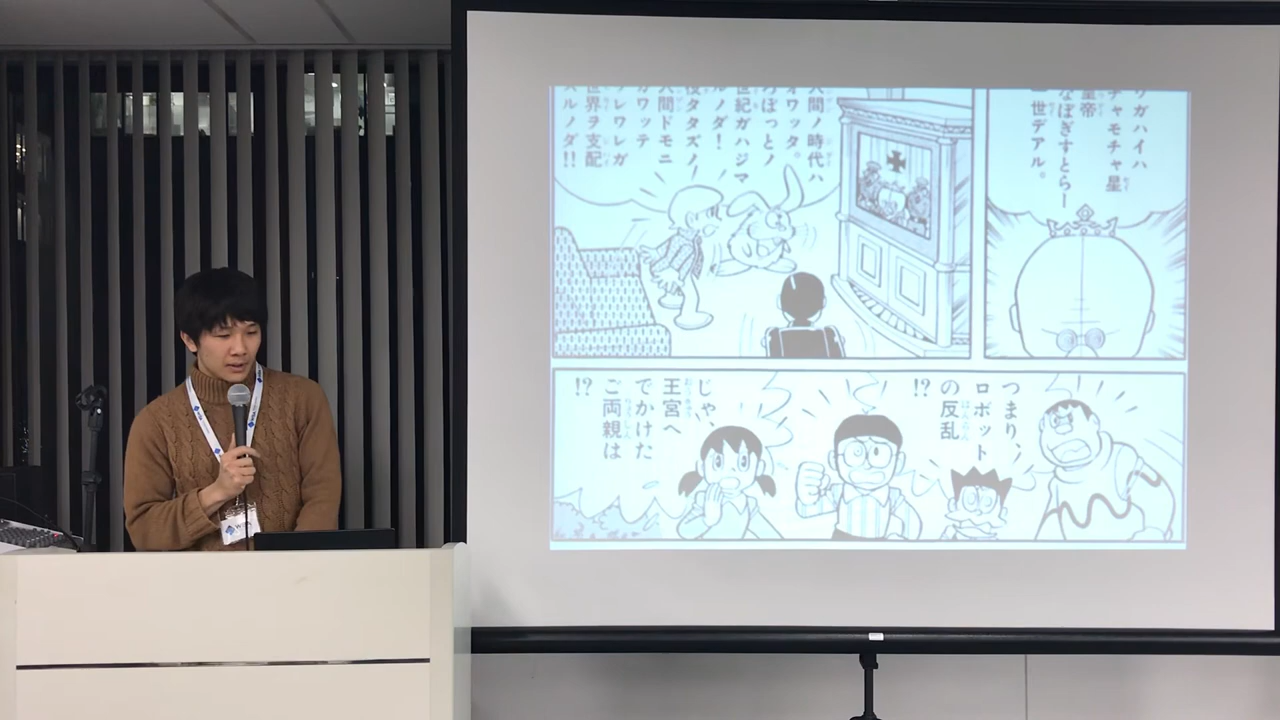 ワガハイハ
チャモチャ星
皇帝
なぽぎすとらー
一世デアル。
人間ノ時代ハ
オワッタ。
ろぼっとノ
世紀ガハジマ
ルノダ！
役タタズノ
人間ドモニ
カワッテ
ワレワレガ
世界ヲ支配
スルノダ!!
つまり、
ロボット
の反乱
!?
じゃ、
王宮へ
でかけた
ご両親は
!?